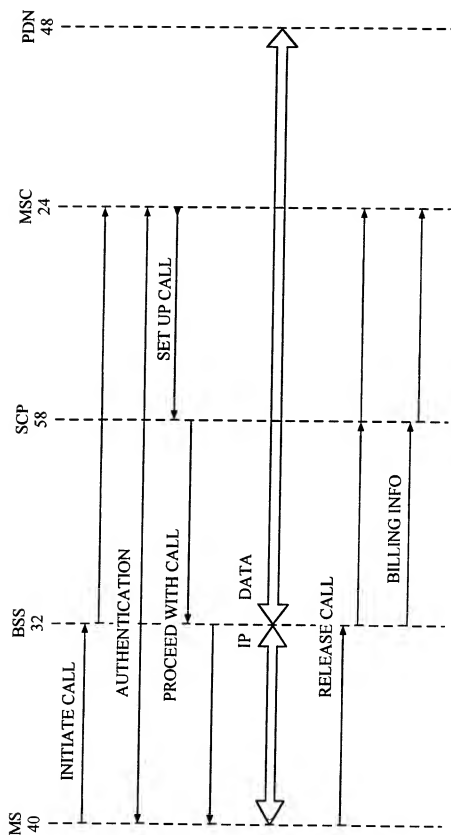 MS
40
BSS
32
SCP
58
MSC
24
PDN
48
INITIATE CALL
AUTHENTICATION
SET UP CALL
PROCEED WITH CALL
IP
DATA
RELEASE CALL
BILLING INFO